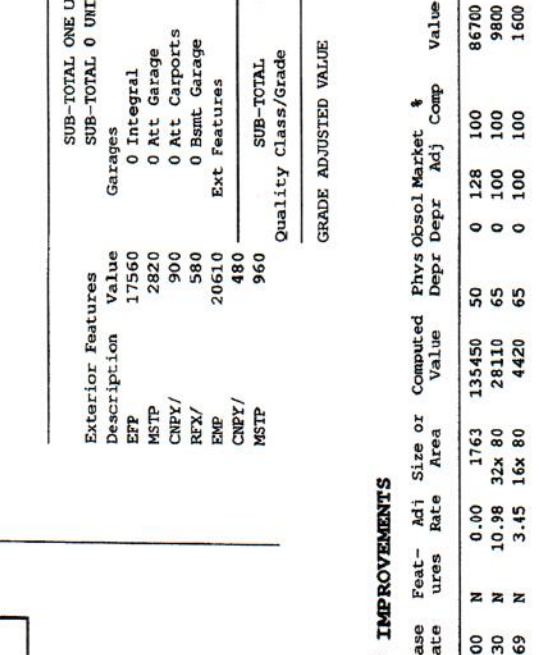 SUB-TOTAL ONE
Exterior Features SUB-TOTAL 0
Description Value Garages
EFP 17560 0 Integral
MSTP 2820 0 Att Garage
CNPY/ 900 0 Att Carports
RFX/ 580 0 Bsmt Garage
EMP 20610 Ext Features
CNPY/ 480
MSTP 960 SUB-TOTAL
Quality Class/Grade
GRADE ADJUSTED VALUE
IMPROVEMENTS
Feat- Adj Size or Computed Phys Obsol Market %
ures Rate Area Value Depr Depr Adj Comp Value
00 N 0.00 1763 135450 50 0 128 100 86700
30 N 10.98 32x 80 28110 65 0 100 100 9800
69 N 3.45 16x 80 4420 65 0 100 100 1600